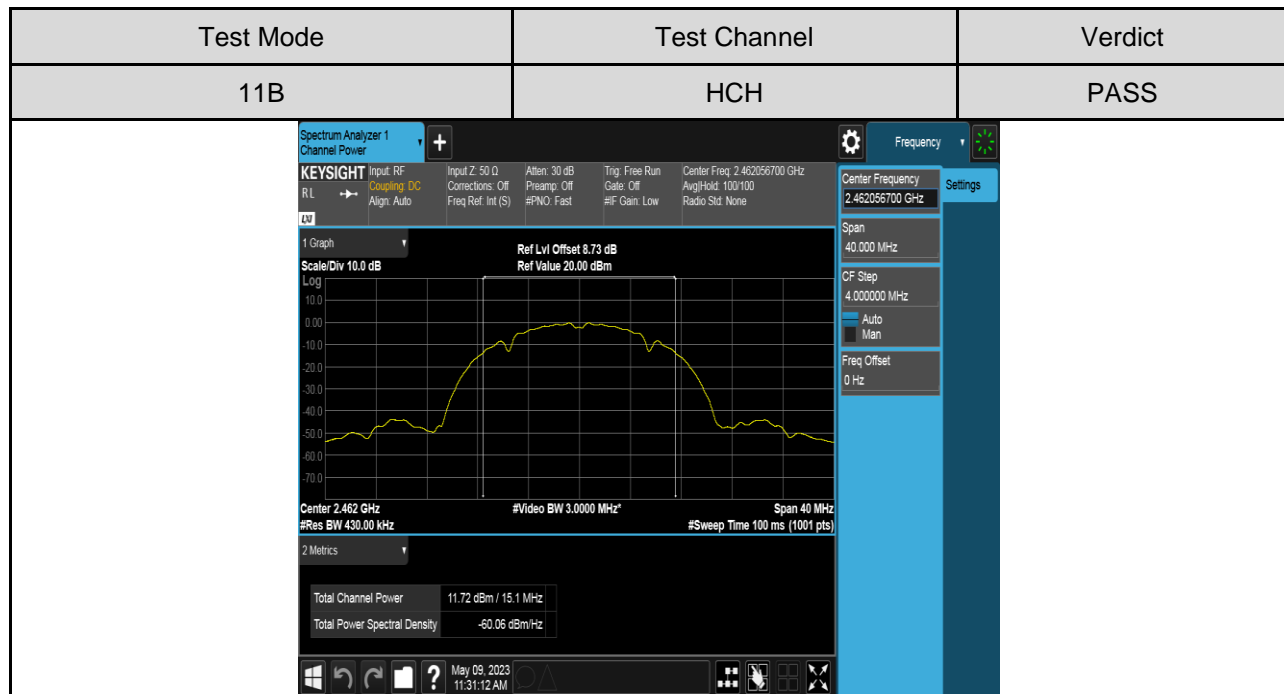 Test Mode Test Channel Verdict
11B HCH PASS
Spectrum Analyzer 1
Channel Power
+
Frequency
KEYSIGHT
R L
LXI
Input: RF
Coupling: DC
Align: Auto
Input Z: 50 Ω
Corrections: Off
Freq Ref: Int (S)
Atten: 30 dB
Preamp: Off
#PNO: Fast
Trig: Free Run
Gate: Off
#IF Gain: Low
Center Freq: 2.462056700 GHz
Avg|Hold: 100/100
Radio Std: None
Center Frequency
2.462056700 GHz
Settings
Span
40.000 MHz
CF Step
4.000000 MHz
Auto
Man
Freq Offset
0 Hz
1 Graph
Scale/Div 10.0 dB
Ref Lvl Offset 8.73 dB
Ref Value 20.00 dBm
Log
10.0
0.00
-10.0
-20.0
-30.0
-40.0
-50.0
-60.0
-70.0
Center 2.462 GHz #Video BW 3.0000 MHz* Span 40 MHz
#Res BW 430.00 kHz #Sweep Time 100 ms (1001 pts)
2 Metrics
Total Channel Power 11.72 dBm / 15.1 MHz
Total Power Spectral Density -60.06 dBm/Hz
?
May 09, 2023
11:31:12 AM